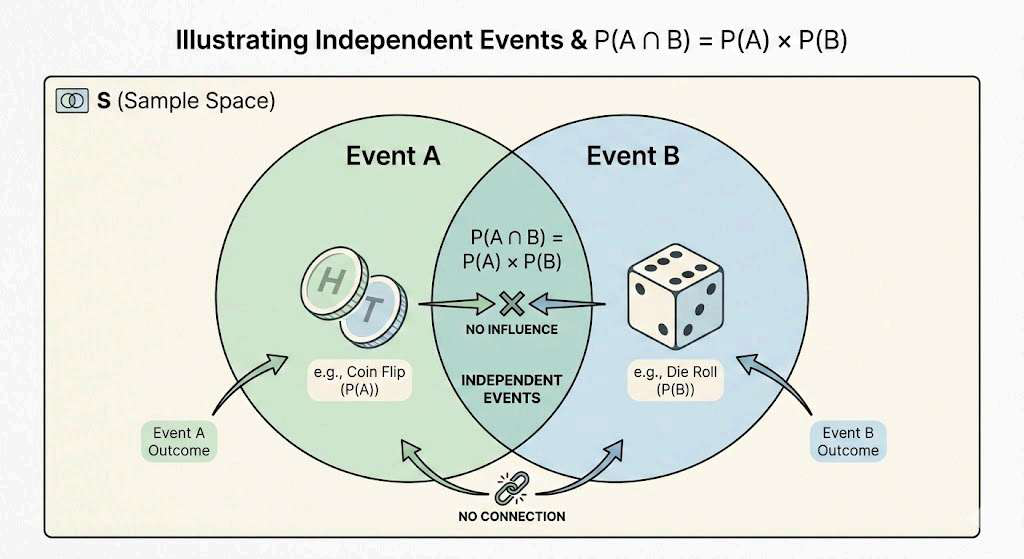 Illustrating Independent Events & P(A ∩ B) = P(A) × P(B)
S (Sample Space)
Event A
Event B
P(A ∩ B) =
P(A) × P(B)
H
T
NO INFLUENCE
e.g., Coin Flip
(P(A))
INDEPENDENT
EVENTS
e.g., Die Roll
(P(B))
Event A
Outcome
Event B
Outcome
NO CONNECTION